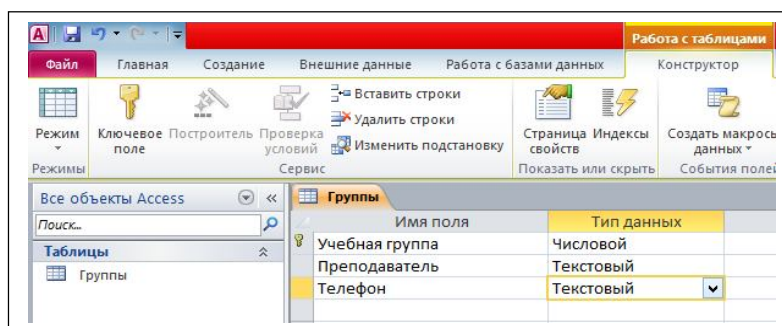 Работа с таблицами
Файл Главная Создание Внешние данные Работа с базами данных Конструктор
Режим
Ключевое поле
Построитель
Проверка условий
Вставить строки
Удалить строки
Изменить подстановку
Страница свойств
Индексы
Создать макросы данных
Режимы Сервис Показать или скрыть События
Все объекты Access
Группы
Поиск...
Имя поля Тип данных
Таблицы
Учебная группа Числовой
Группы
Преподаватель Текстовый
Телефон Текстовый